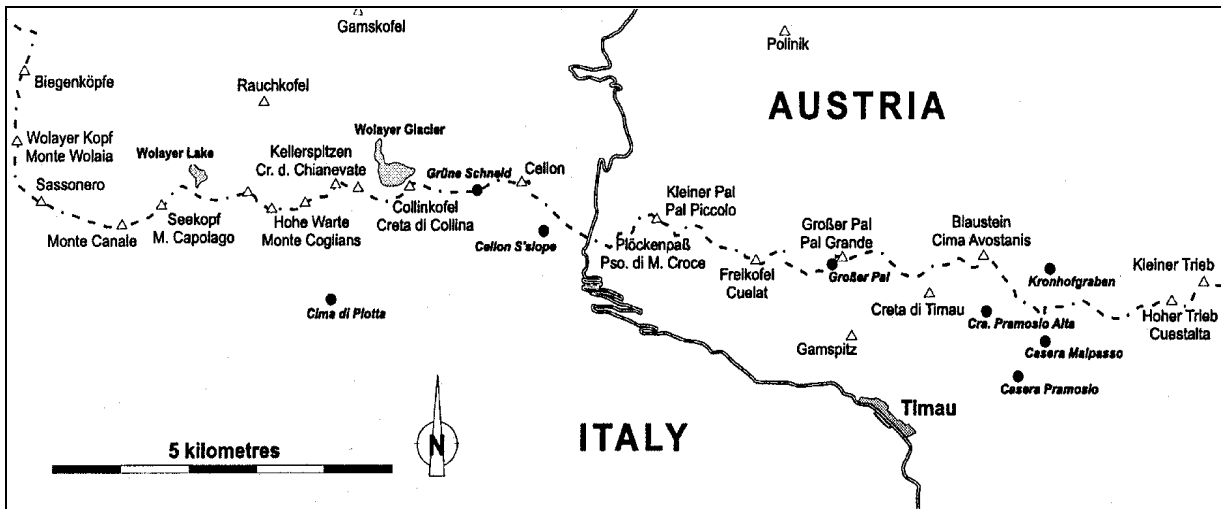 Gamskofel
Polinik
Biegenköpfe
Rauchkofel
AUSTRIA
Wolayer Kopf
Monte Wolaia
Wolayer Lake
Wolayer Glacier
Kellerspitzen
Cr. d. Chianevate
Grüne Schneid
Cellon
Sassonero
Seekopf
M. Capolago
Monte Canale
Hohe Warte
Monte Coglians
Collinkofel
Creta di Collina
Cellon S'slope
Kleiner Pal
Pal Piccolo
Plöckenpaß
Pso. di M. Croce
Großer Pal
Pal Grande
Großer Pal
Freikofel
Cuelat
Blaustein
Cima Avostanis
Kronhofgraben
Kleiner Trieb
Hoher Trieb
Cuestalta
Creta di Timau
Cra. Pramosio Alta
Casera Malpasso
Casera Pramosio
Cima di Plotta
Gamspitz
Timau
ITALY
N
5 kilometres